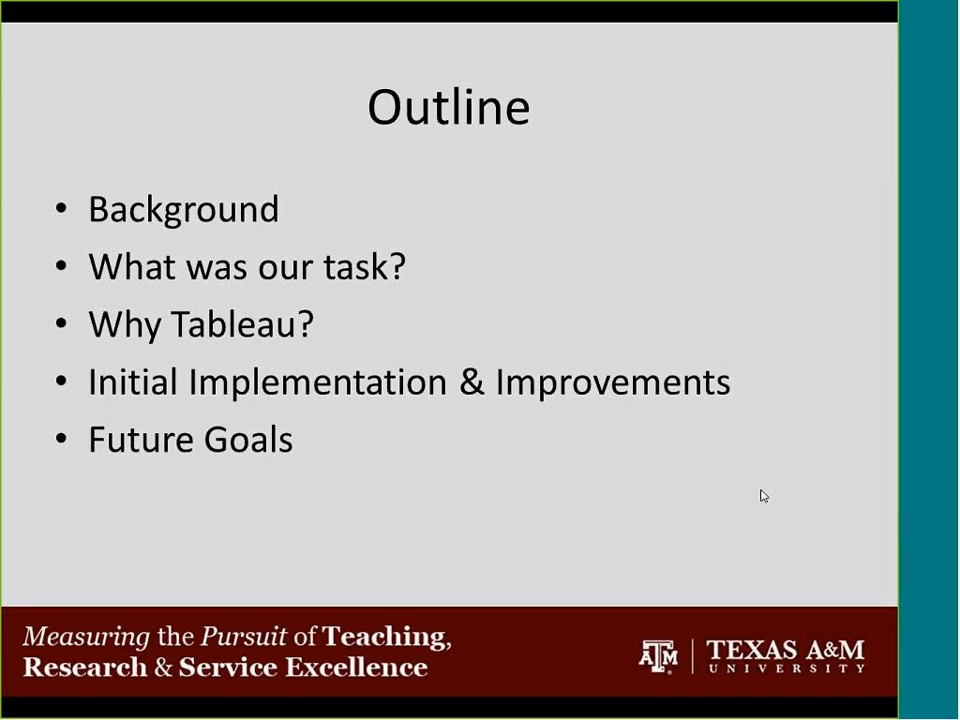 Outline
• Background
• What was our task?
• Why Tableau?
• Initial Implementation & Improvements
• Future Goals
Measuring the Pursuit of Teaching,
Research & Service Excellence
ATM
TEXAS A&M
UNIVERSITY